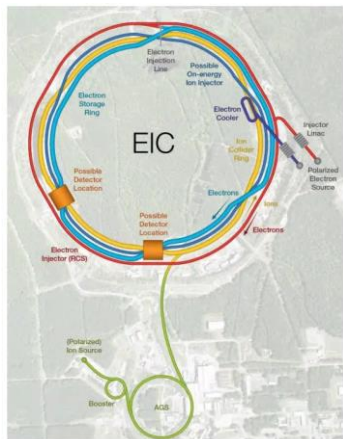 Electron
Injection
Line
Possible
On-energy
Ion Injector
Electron
Storage
Ring
Electron
Cooler
Injector
Linac
EIC
Ion
Collider
Ring
Polarized
Electron
Source
Possible
Detector
Location
Electrons
Ions
Possible
Detector
Location
Electrons
Electron
Injector (RCS)
(Polarized)
Ion Source
Booster
AGS